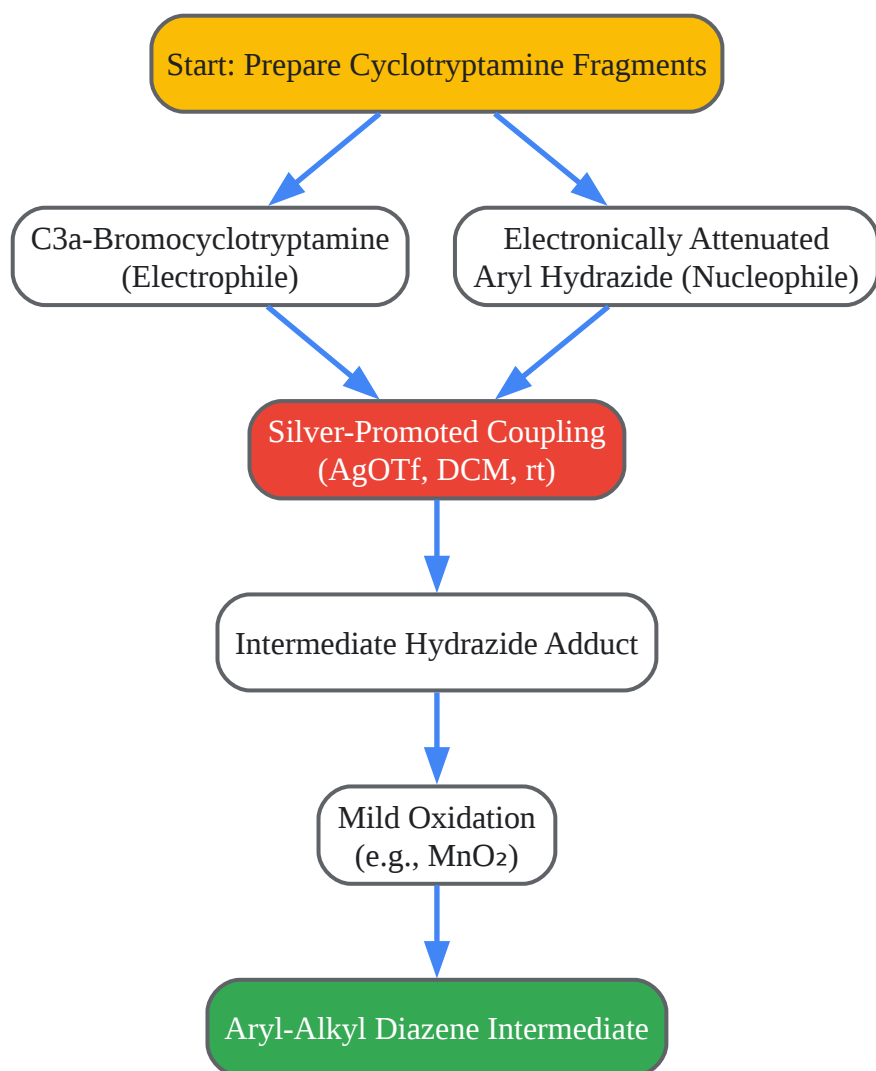 Start: Prepare Cyclotryptamine Fragments
C3a-Bromocyclotryptamine
(Electrophile)
Electronically Attenuated
Aryl Hydrazide (Nucleophile)
Silver-Promoted Coupling
(AgOTf, DCM, rt)
Intermediate Hydrazide Adduct
Mild Oxidation
(e.g., MnO₂)
Aryl-Alkyl Diazene Intermediate